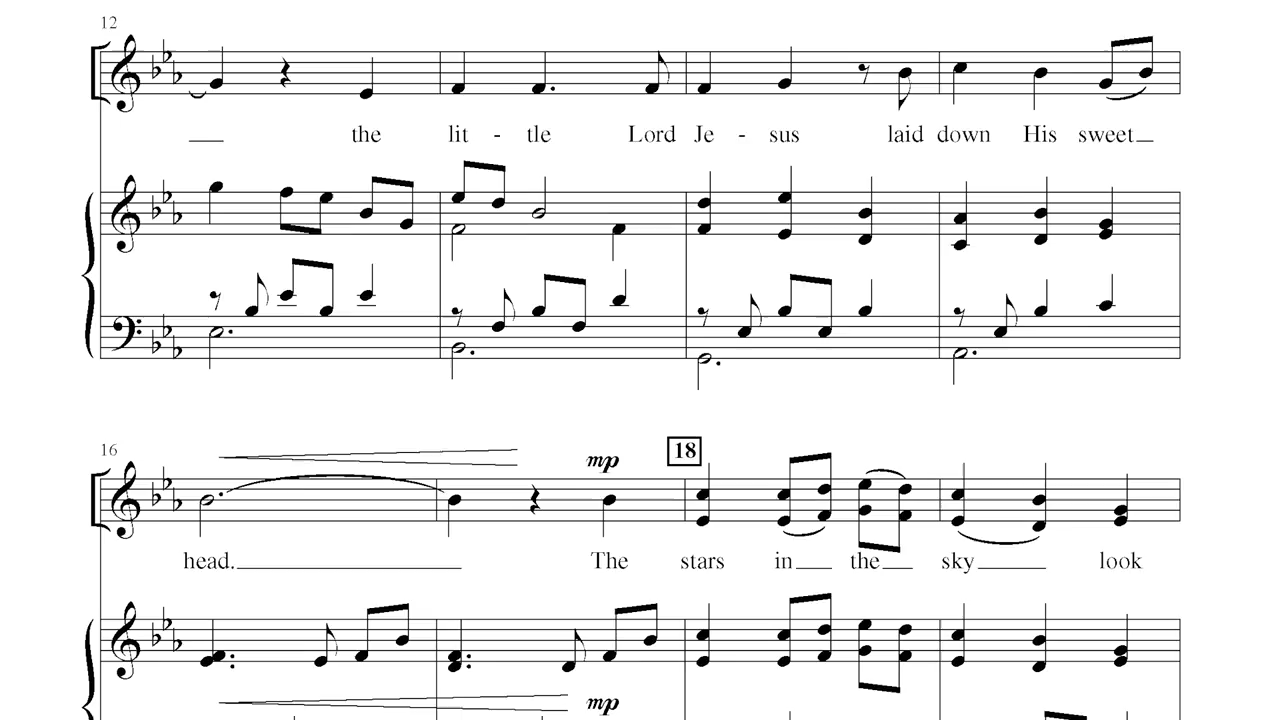 12
the lit - tle Lord Je - sus laid down His sweet
16
mp
18
head. The stars in the sky look
mp